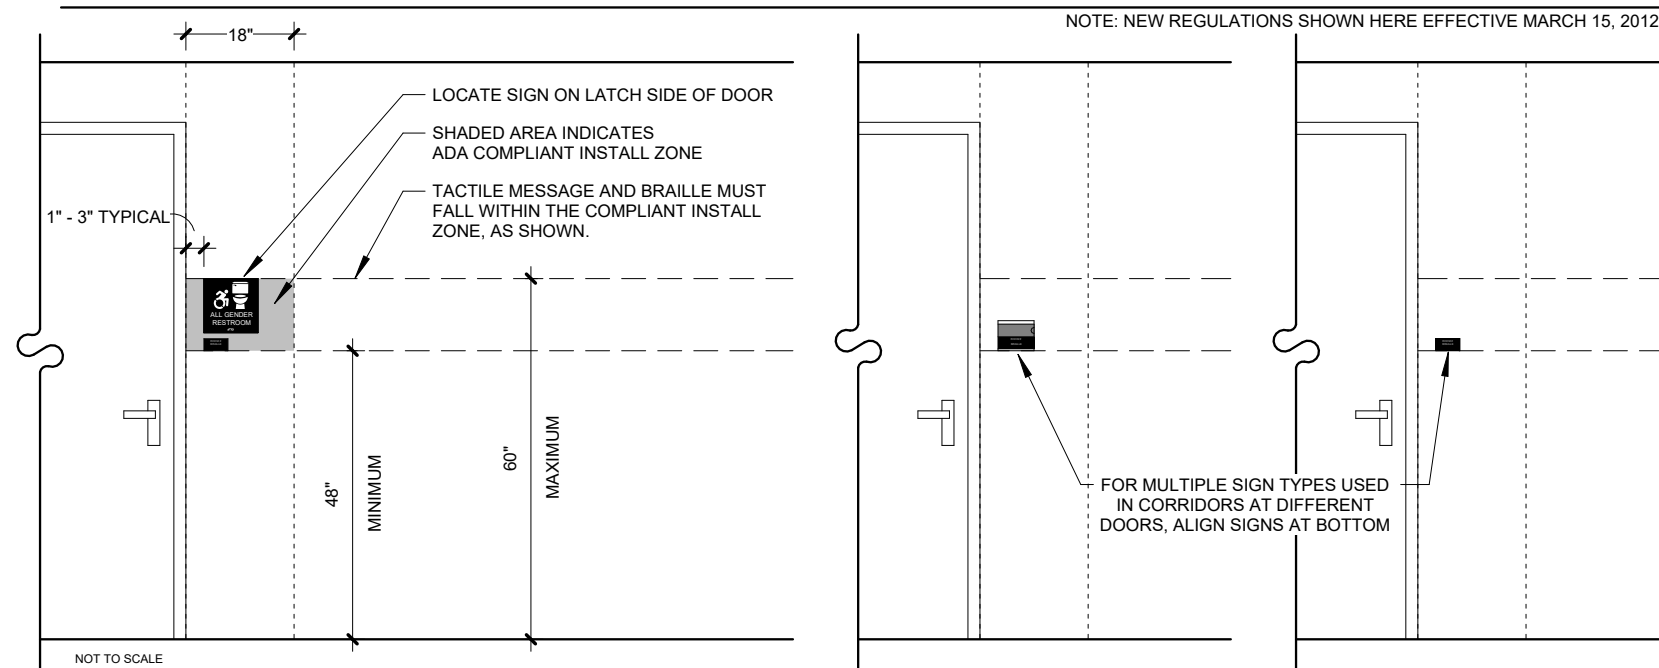 NOTE: NEW REGULATIONS SHOWN HERE EFFECTIVE MARCH 15, 2012
18"
LOCATE SIGN ON LATCH SIDE OF DOOR
SHADED AREA INDICATES
ADA COMPLIANT INSTALL ZONE
TACTILE MESSAGE AND BRAILLE MUST
FALL WITHIN THE COMPLIANT INSTALL
ZONE, AS SHOWN.
1" - 3" TYPICAL
ALL GENDER
RESTROOM
48"
MINIMUM
60"
MAXIMUM
FOR MULTIPLE SIGN TYPES USED
IN CORRIDORS AT DIFFERENT
DOORS, ALIGN SIGNS AT BOTTOM
NOT TO SCALE